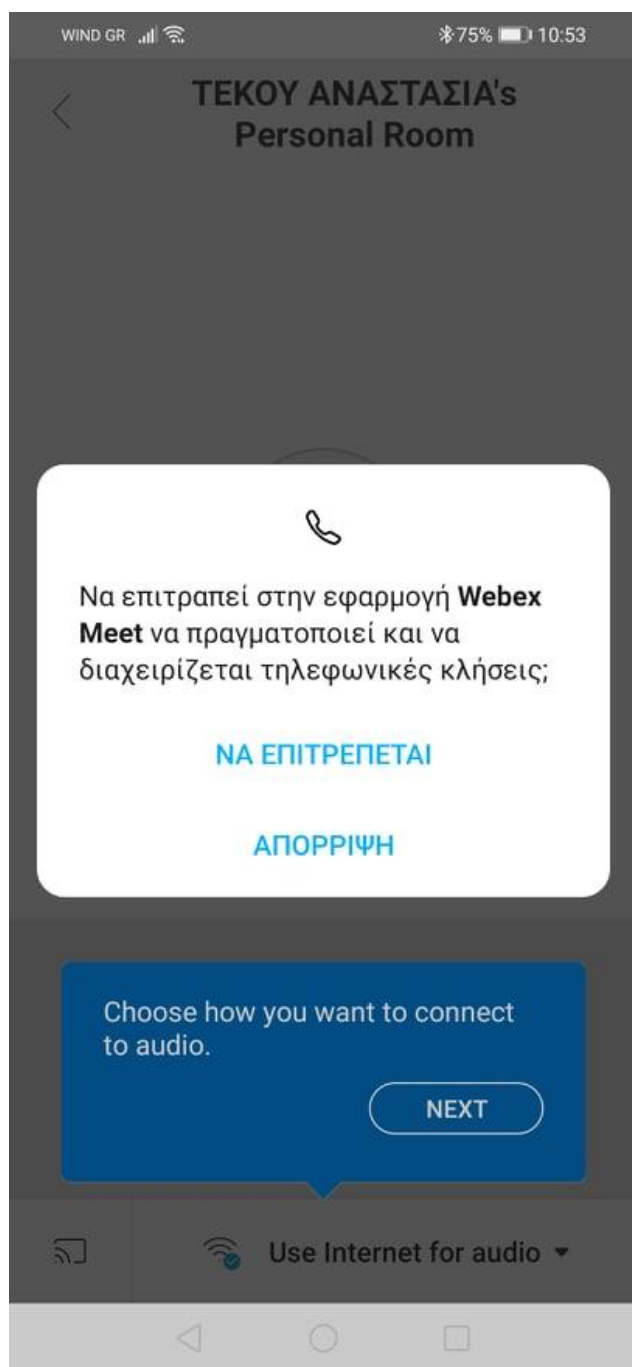 WIND GR 75% 10:53
ΤΕΚΟΥ ΑΝΑΣΤΑΣΙΑ's
Personal Room
Να επιτραπεί στην εφαρμογή Webex
Meet να πραγματοποιεί και να
διαχειρίζεται τηλεφωνικές κλήσεις;
ΝΑ ΕΠΙΤΡΕΠΕΤΑΙ
ΑΠΟΡΡΙΨΗ
Choose how you want to connect
to audio.
NEXT
Use Internet for audio